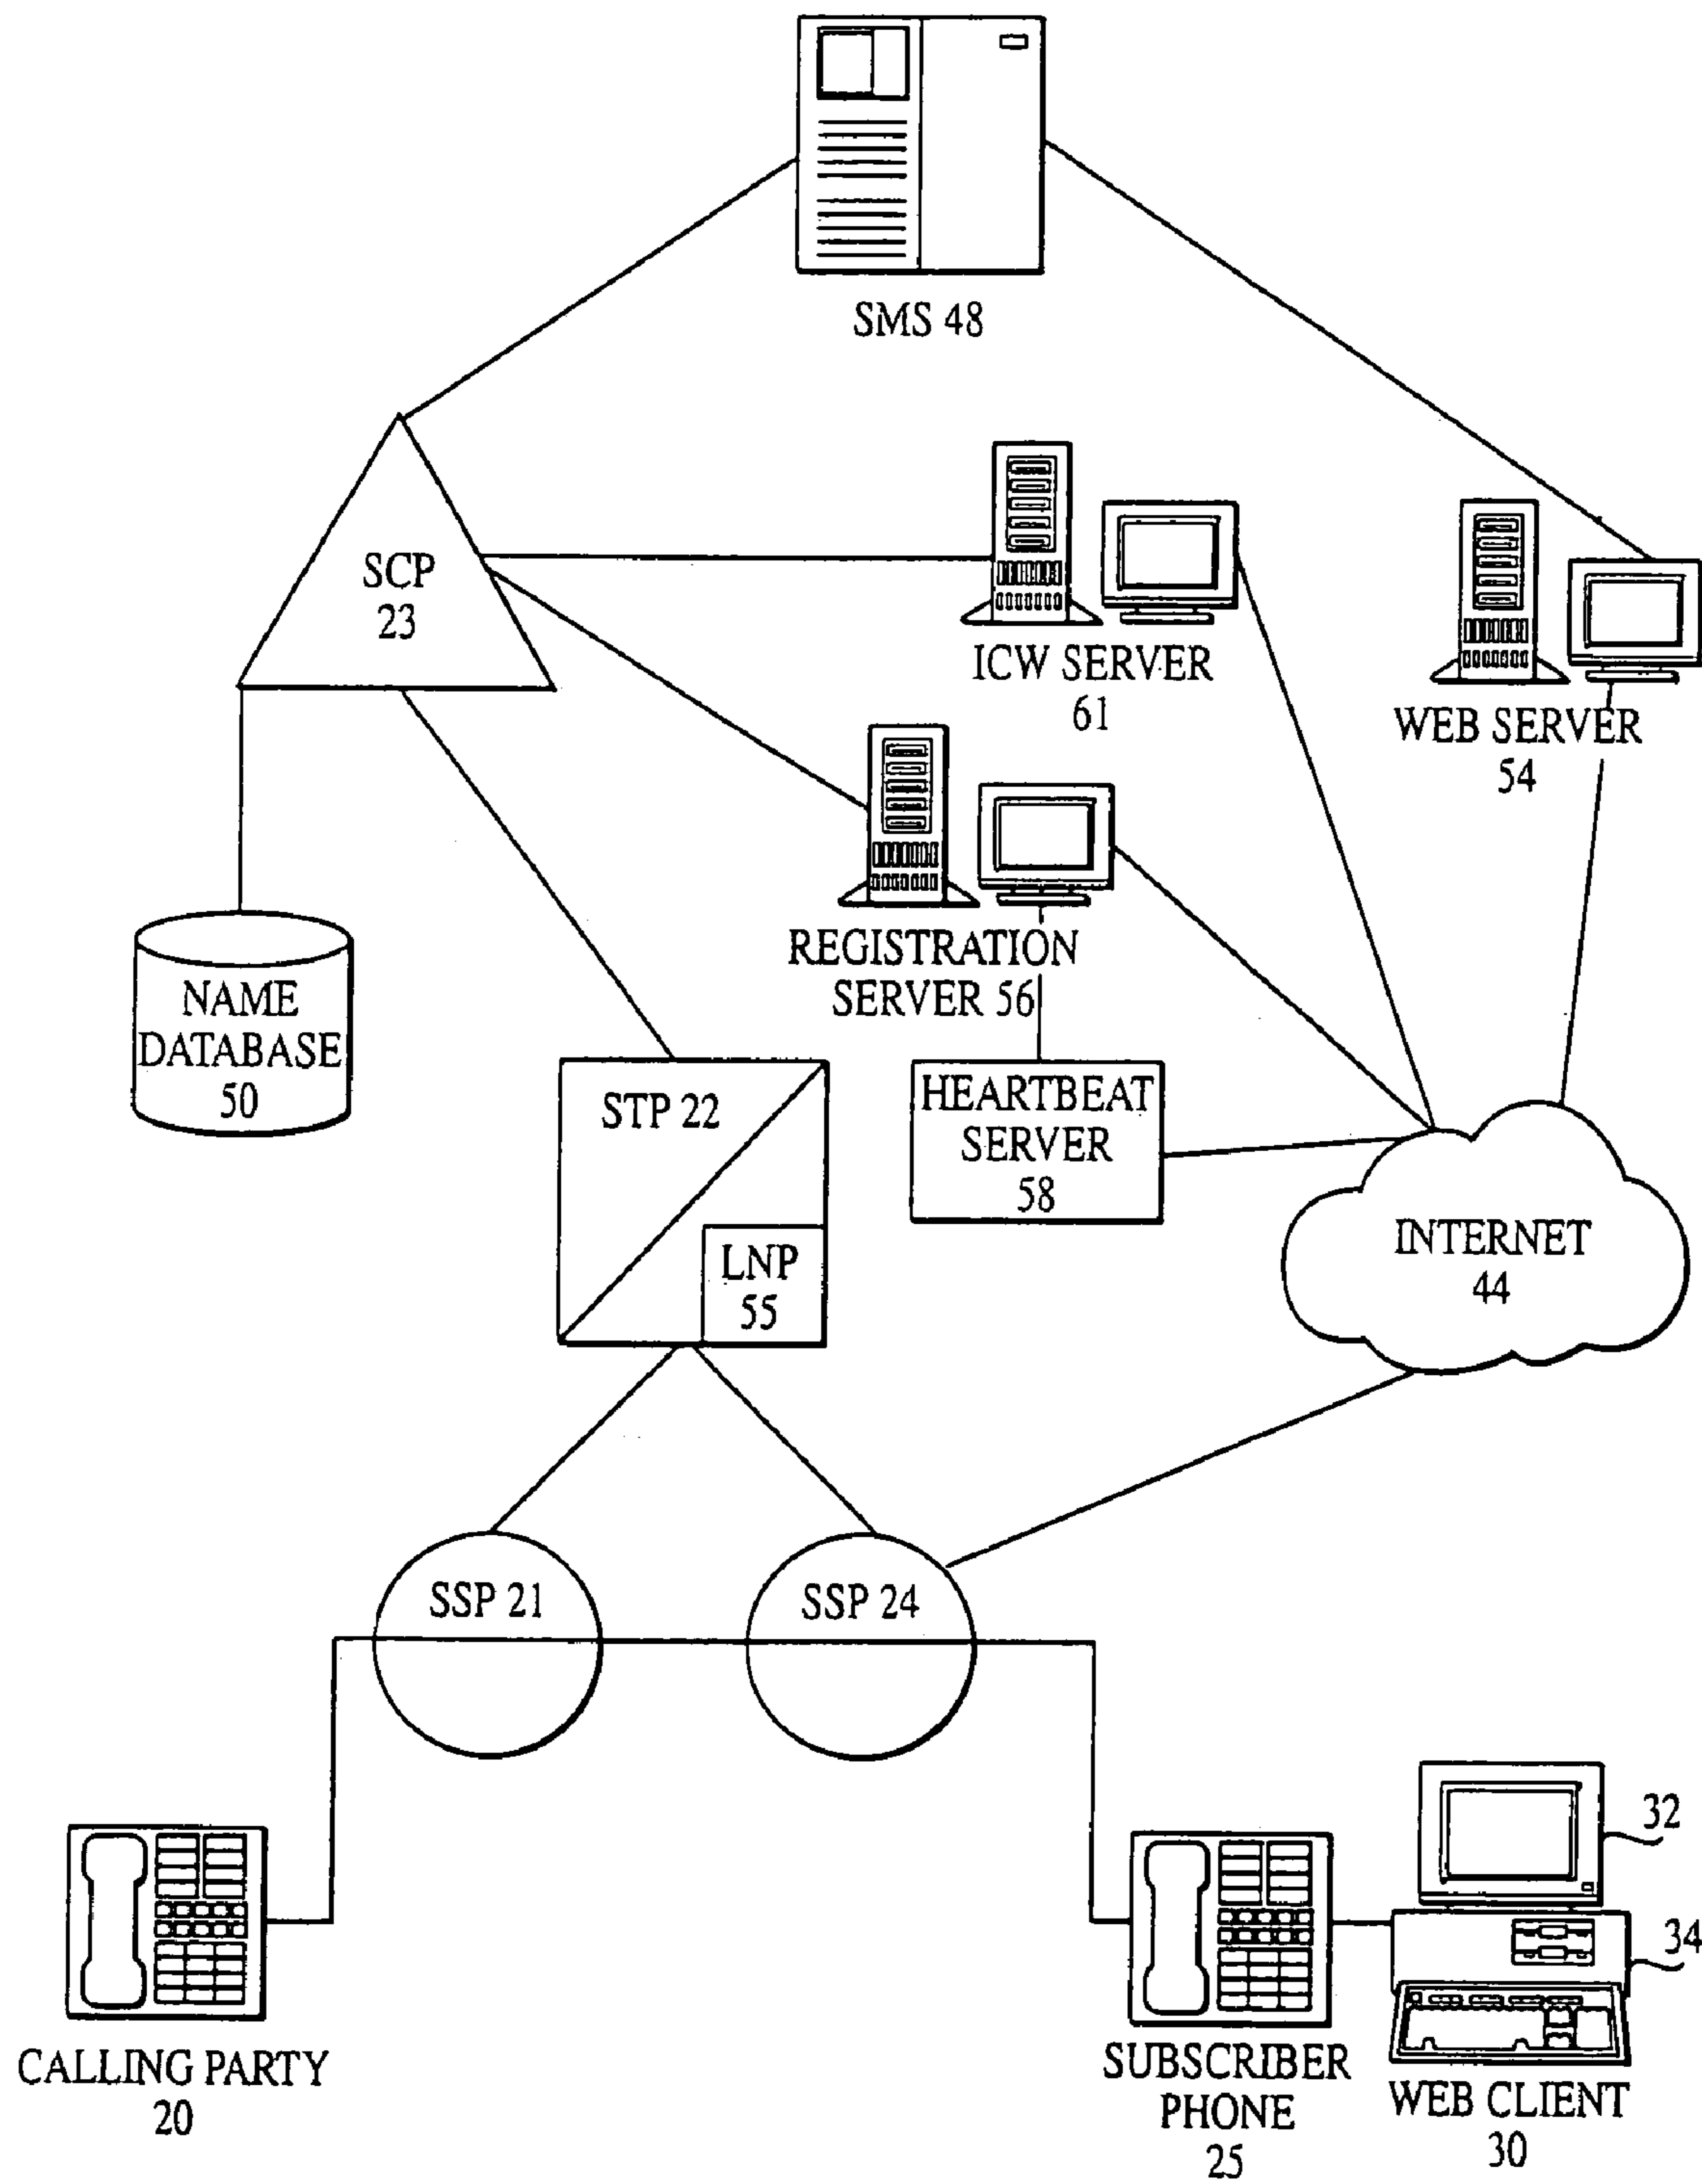 SMS 48
SCP
23
ICW SERVER
61
WEB SERVER
54
REGISTRATION
SERVER 56
NAME
DATABASE
50
STP 22
LNP
55
HEARTBEAT
SERVER
58
INTERNET
44
SSP 21
SSP 24
32
34
CALLING PARTY
20
SUBSCRIBER
PHONE
25
WEB CLIENT
30